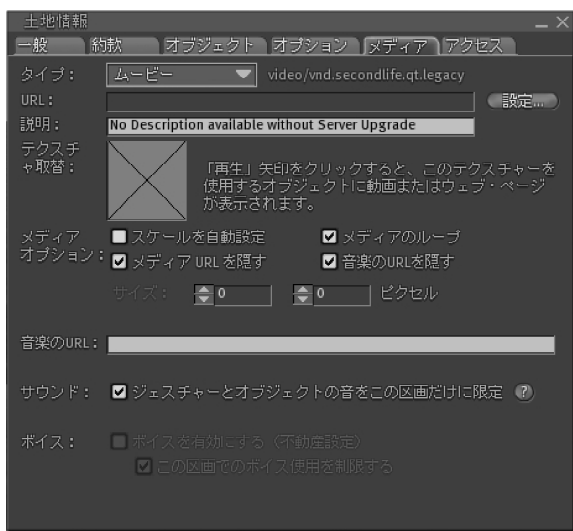 土地情報
一般 約款 オブジェクト オプション メディア アクセス
タイプ： ムービー video/vnd.secondlife.qt.legacy
URL： 設定...
説明： No Description available without Server Upgrade
テクスチ
ャ取替：
「再生」矢印をクリックすると、このテクスチャーを
使用するオブジェクトに動画またはウェブ・ページ
が表示されます。
メディア
オプション：
スケールを自動設定 メディアのループ
メディア URL を隠す 音楽のURLを隠す
サイズ： 0 0 ピクセル
音楽のURL：
サウンド： ジェスチャーとオブジェクトの音をこの区画だけに限定 ?
ボイス： ボイスを有効にする（不動産設定）
この区画でのボイス使用を制限する